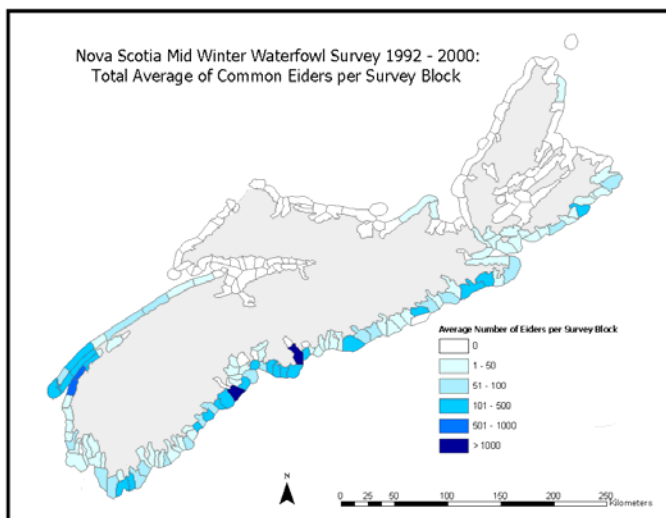 Nova Scotia Mid Winter Waterfowl Survey 1992 - 2000:
Total Average of Common Eiders per Survey Block
Average Number of Eiders per Survey Block
0
1 - 50
51 - 100
101 - 500
501 - 1000
> 1000
N
0 25 50 100 150 200 250
Kilometers